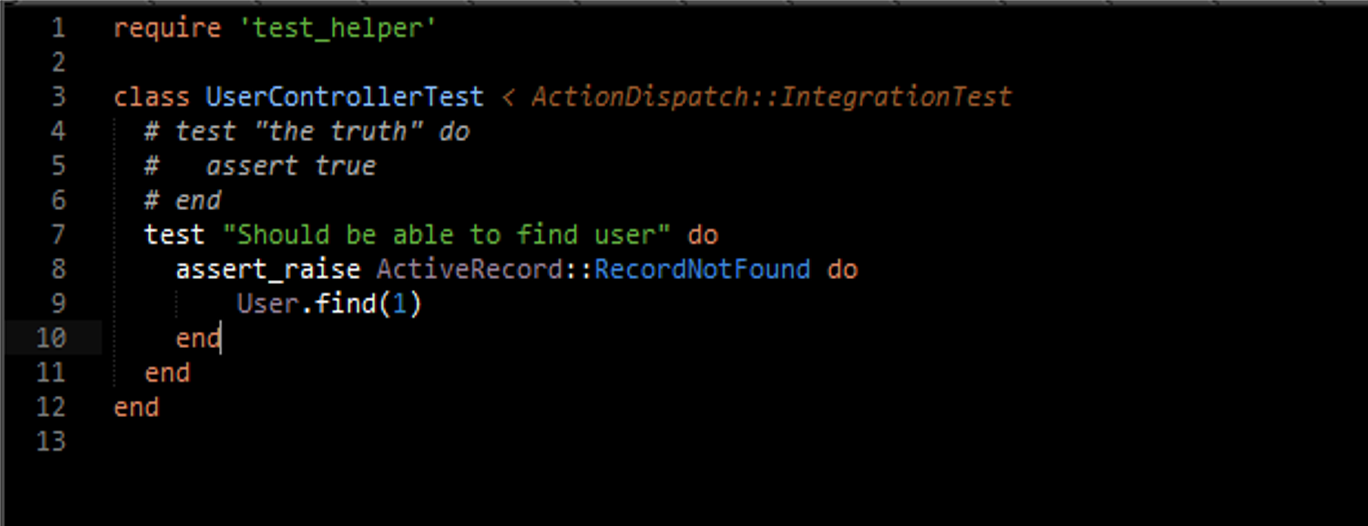 1 require 'test_helper'
2
3 class UserControllerTest < ActionDispatch::IntegrationTest
4 # test "the truth" do
5 #   assert true
6 # end
7 test "Should be able to find user" do
8 assert_raise ActiveRecord::RecordNotFound do
9 User.find(1)
10 end
11 end
12 end
13